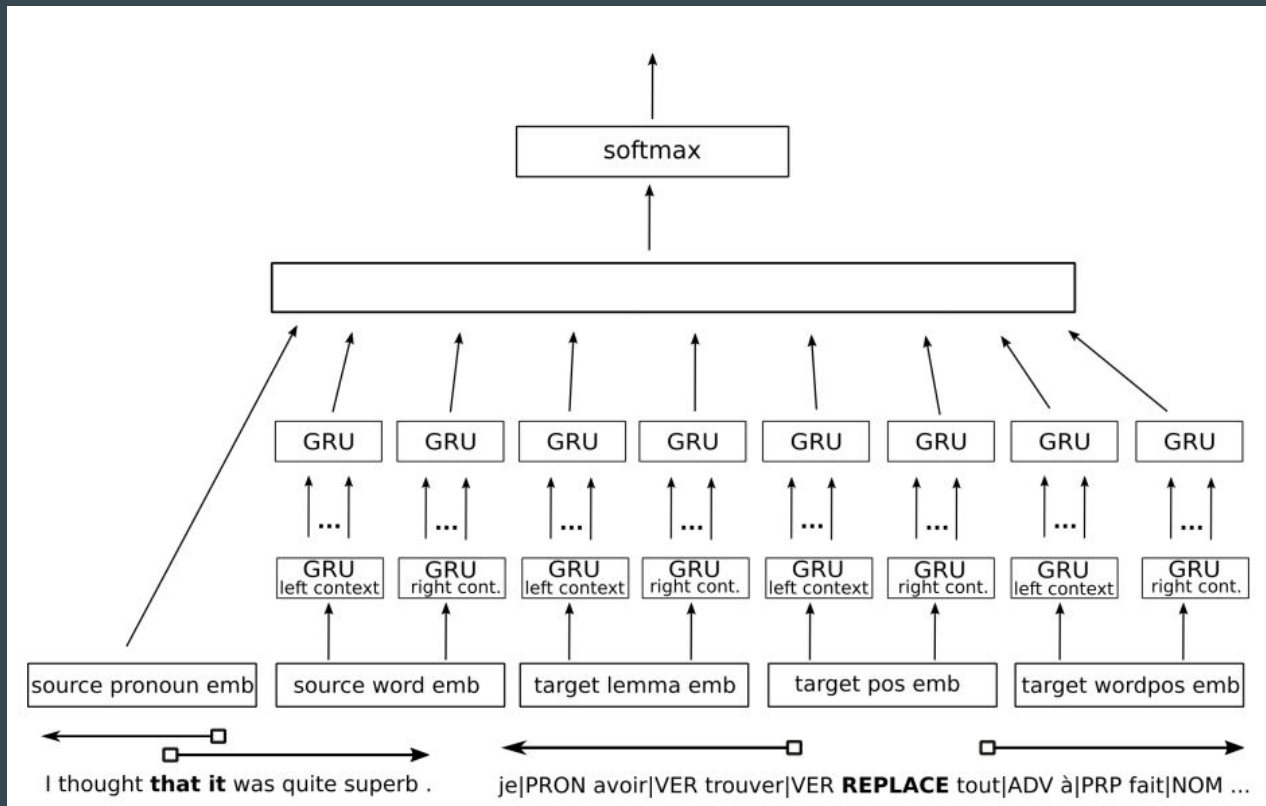 softmax
GRU GRU GRU GRU GRU GRU GRU GRU
... ... ... ... ... ... ... ...
GRU GRU GRU GRU GRU GRU GRU GRU
left context right cont. left context right cont. left context right cont. left context right cont.
source pronoun emb source word emb target lemma emb target pos emb target wordpos emb
I thought that it was quite superb . je|PRON avoir|VER trouver|VER REPLACE tout|ADV à|PRP fait|NOM ...